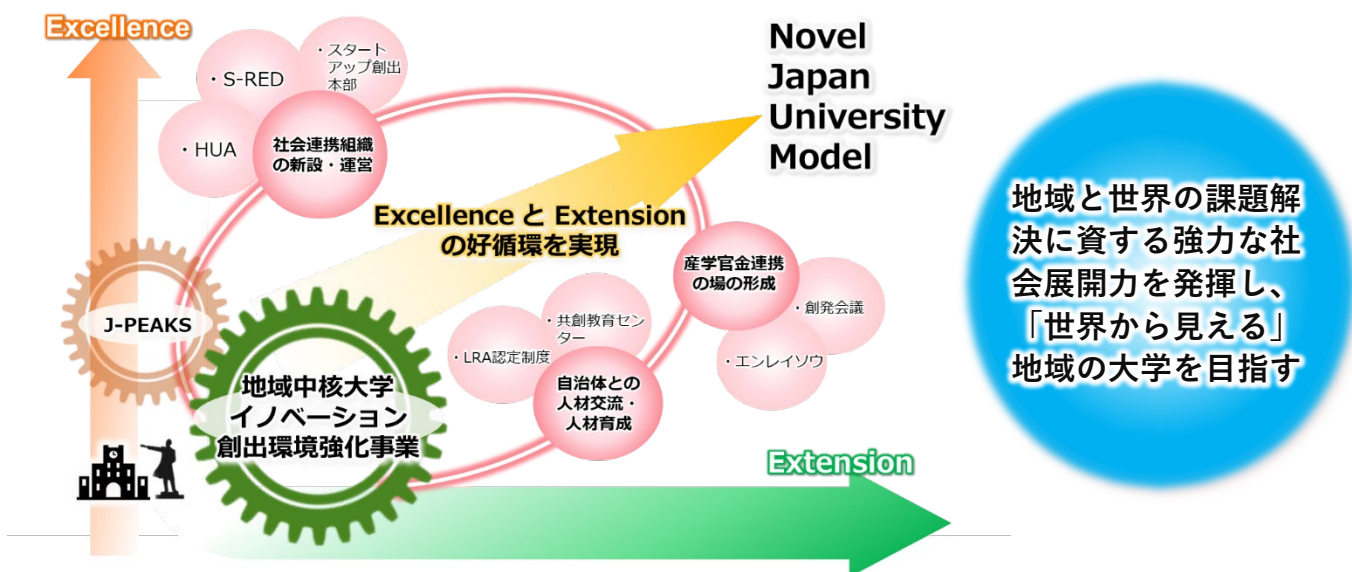 Excellence
・スタート
アップ創出
本部
・S-RED
・HUA
社会連携組織
の新設・運営
Novel
Japan
University
Model
Excellence と Extension
の好循環を実現
産学官金連携
の場の形成
・創発会議
・エンレイソウ
・共創教育セン
ター
・LRA認定制度
自治体との
人材交流・
人材育成
J-PEAKS
地域中核大学
イノベーション
創出環境強化事業
Extension
地域と世界の課題解
決に資する強力な社
会展開力を発揮し、
「世界から見える」
地域の大学を目指す